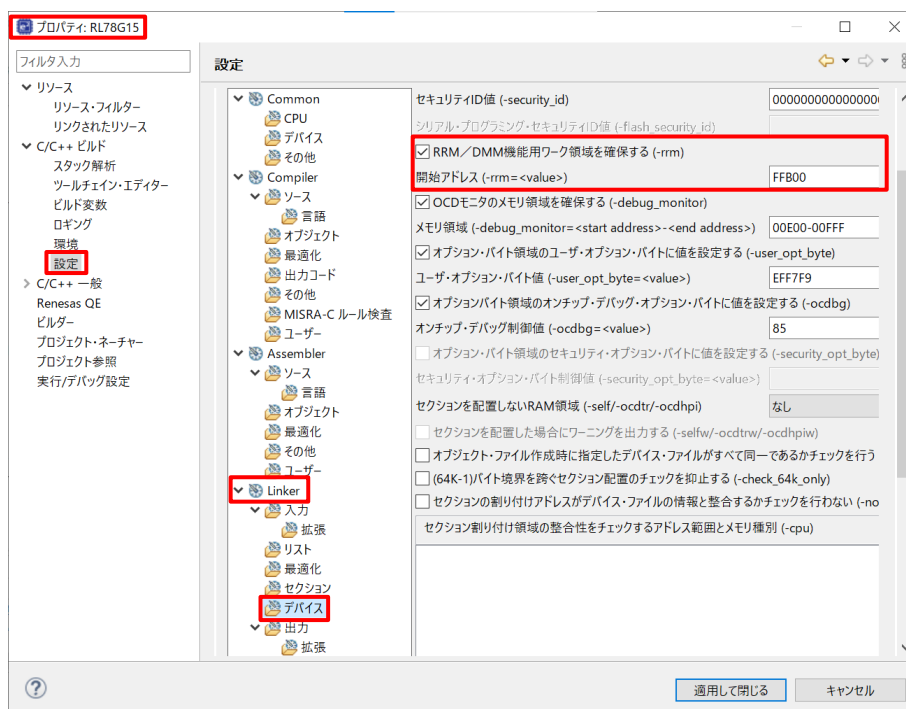 プロパティ: RL78G15
フィルタ入力
設定
リソース
リソース・フィルター
リンクされたリソース
C/C++ ビルド
スタック解析
ツールチェイン・エディター
ビルド変数
ロギング
環境
設定
C/C++ 一般
Renesas QE
ビルダー
プロジェクト・ネーチャー
プロジェクト参照
実行/デバッグ設定
Common
CPU
デバイス
その他
Compiler
ソース
言語
オブジェクト
最適化
出力コード
その他
MISRA-C ルール検査
ユーザー
Assembler
ソース
言語
オブジェクト
最適化
その他
ユーザー
Linker
入力
拡張
リスト
最適化
セクション
デバイス
出力
拡張
セキュリティID値 (-security_id) 0000000000000000
シリアル・プログラミング・セキュリティID値 (-flash_security_id)
RRM／DMM機能用ワーク領域を確保する (-rrm)
開始アドレス (-rrm=<value>) FFB00
OCDモニタのメモリ領域を確保する (-debug_monitor)
メモリ領域 (-debug_monitor=<start address>-<end address>) 00E00-00FFF
オプション・バイト領域のユーザ・オプション・バイトに値を設定する (-user_opt_byte)
ユーザ・オプション・バイト値 (-user_opt_byte=<value>) EFF7F9
オプションバイト領域のオンチップ・デバッグ・オプション・バイトに値を設定する (-ocdbg)
オンチップ・デバッグ制御値 (-ocdbg=<value>) 85
オプション・バイト領域のセキュリティ・オプション・バイトに値を設定する (-security_opt_byte)
セキュリティ・オプション・バイト制御値 (-security_opt_byte=<value>)
セクションを配置しないRAM領域 (-self/-ocdtr/-ocdhpi) なし
セクションを配置した場合にワーニングを出力する (-selfw/-ocdtrw/-ocdhpiw)
オブジェクト・ファイル作成時に指定したデバイス・ファイルがすべて同一であるかチェックを行う
(64K-1)バイト境界を跨ぐセクション配置のチェックを抑止する (-check_64k_only)
セクションの割り付けアドレスがデバイス・ファイルの情報と整合するかチェックを行わない (-no
セクション割り付け領域の整合性をチェックするアドレス範囲とメモリ種別 (-cpu)
適用して閉じる
キャンセル